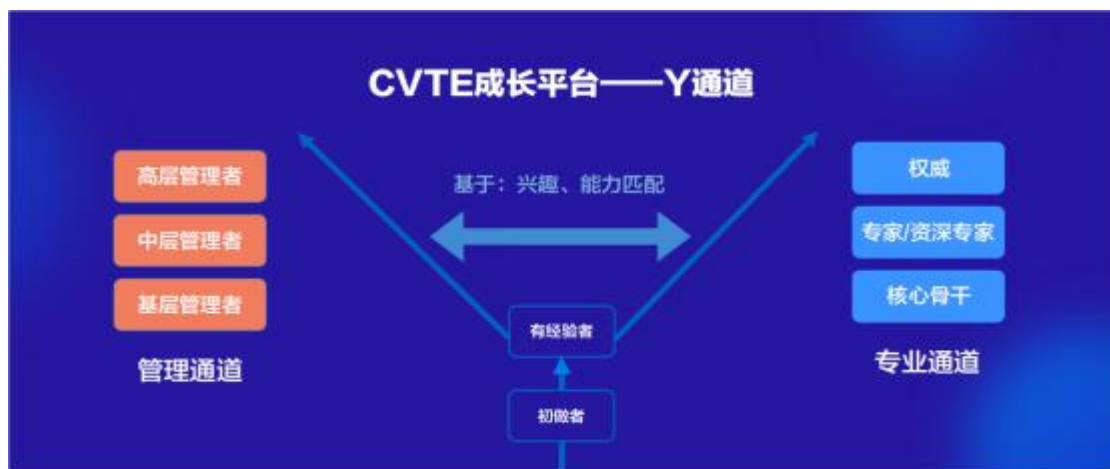 CVTE成长平台——Y通道
高层管理者
中层管理者
基层管理者
管理通道
基于：兴趣、能力匹配
有经验者
初做者
权威
专家/资深专家
核心骨干
专业通道